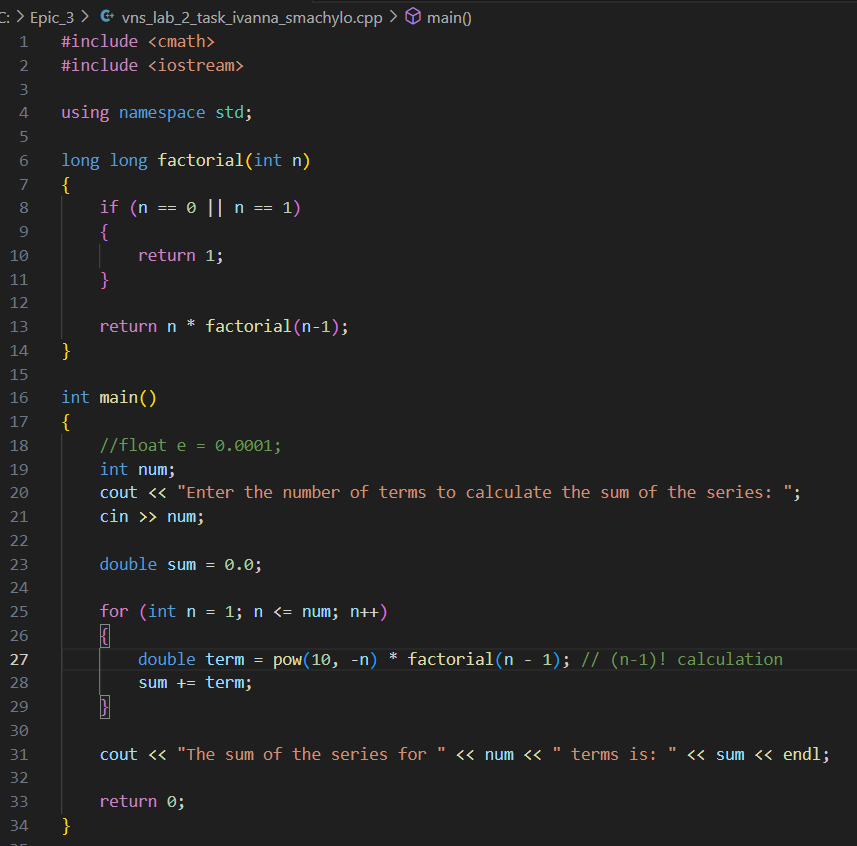 C: > Epic_3 > vns_lab_2_task_ivanna_smachylo.cpp > main()
1 #include <cmath>
2 #include <iostream>
3
4 using namespace std;
5
6 long long factorial(int n)
7 {
8     if (n == 0 || n == 1)
9     {
10         return 1;
11     }
12
13     return n * factorial(n-1);
14 }
15
16 int main()
17 {
18     //float e = 0.0001;
19     int num;
20     cout << "Enter the number of terms to calculate the sum of the series: ";
21     cin >> num;
22
23     double sum = 0.0;
24
25     for (int n = 1; n <= num; n++)
26     {
27         double term = pow(10, -n) * factorial(n - 1); // (n-1)! calculation
28         sum += term;
29     }
30
31     cout << "The sum of the series for " << num << " terms is: " << sum << endl;
32
33     return 0;
34 }